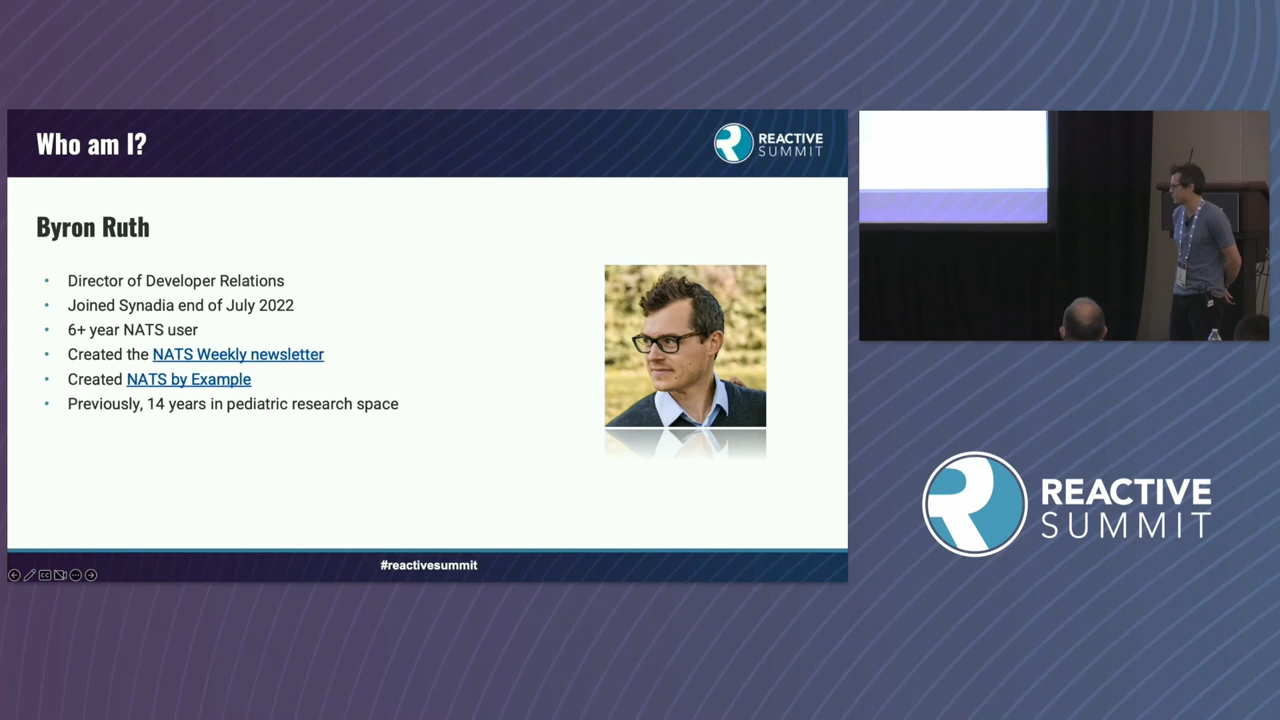 Who am I?
REACTIVE
SUMMIT
Byron Ruth
• Director of Developer Relations
• Joined Synadia end of July 2022
• 6+ year NATS user
• Created the NATS Weekly newsletter
• Created NATS by Example
• Previously, 14 years in pediatric research space
#reactivesummit
REACTIVE
SUMMIT